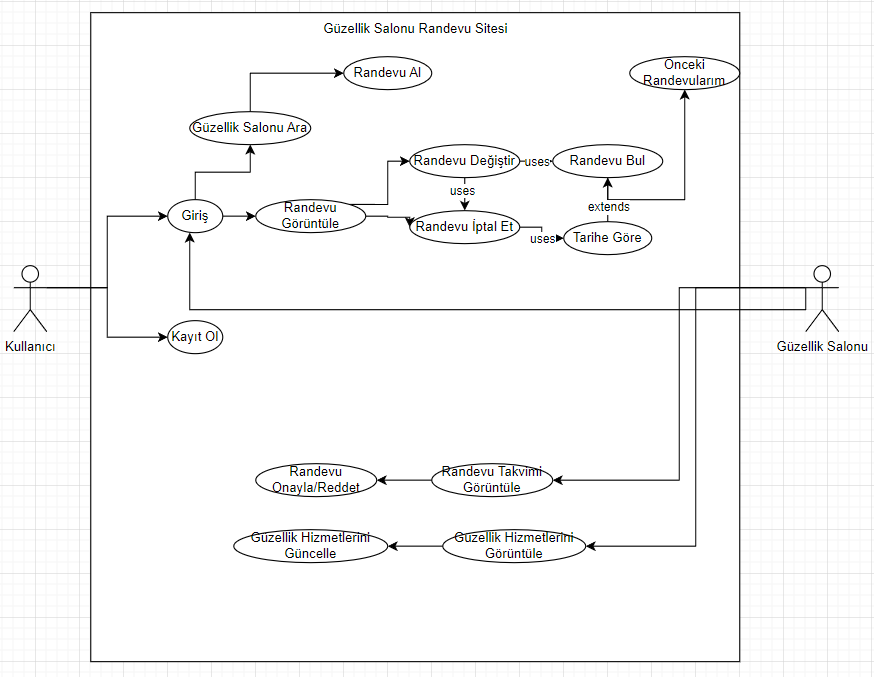 Güzellik Salonu Randevu Sitesi
Randevu Al
Önceki
Randevularım
Güzellik Salonu Ara
Randevu Değiştir
uses
Randevu Bul
uses
Giriş
Randevu
Görüntüle
extends
Randevu İptal Et
uses
Tarihe Göre
Kullanıcı
Kayıt Ol
Güzellik Salonu
Randevu
Onayla/Reddet
Randevu Takvimi
Görüntüle
Güzellik Hizmetlerini
Güncelle
Güzellik Hizmetlerini
Görüntüle